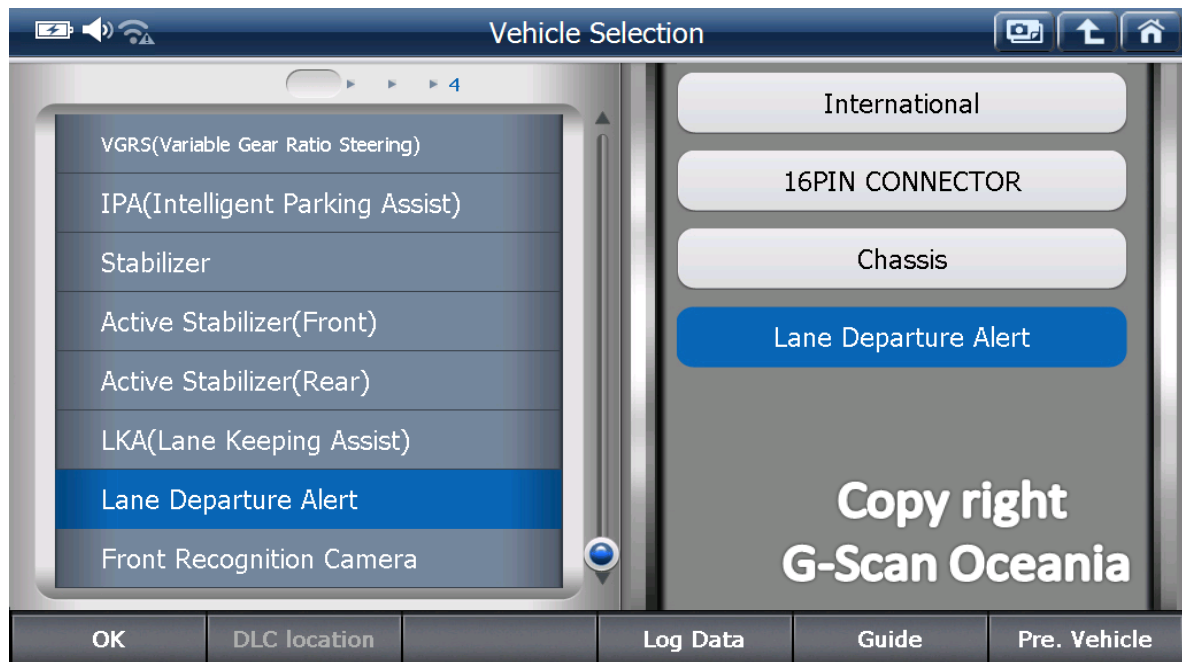 Vehicle Selection
4
VGRS(Variable Gear Ratio Steering)
IPA(Intelligent Parking Assist)
Stabilizer
Active Stabilizer(Front)
Active Stabilizer(Rear)
LKA(Lane Keeping Assist)
Lane Departure Alert
Front Recognition Camera
International
16PIN CONNECTOR
Chassis
Lane Departure Alert
Copy right
G-Scan Oceania
OK
DLC location
Log Data
Guide
Pre. Vehicle